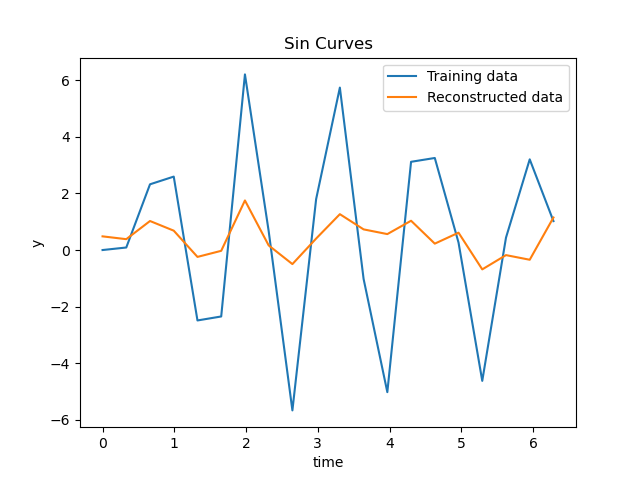 Sin Curves
Training data
Reconstructed data
6
4
2
0
−2
−4
−6
y
0 1 2 3 4 5 6
time